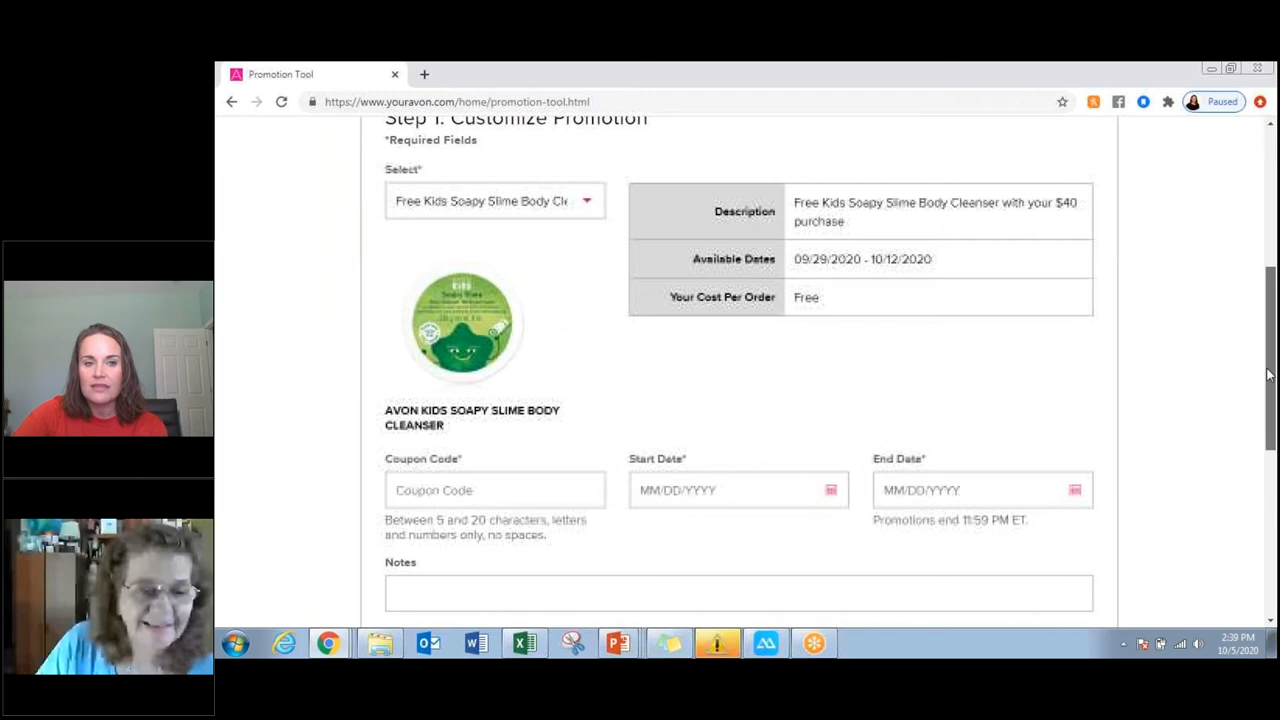 Promotion Tool
https://www.youravon.com/home/promotion-tool.html
Paused
Step 1. Customize Promotion
*Required Fields
Select*
Free Kids Soapy Slime Body Cle
Description
Free Kids Soapy Slime Body Cleanser with your $40
purchase
Available Dates
09/29/2020 - 10/12/2020
Your Cost Per Order
Free
KIDS
Soapy Slime
AVON KIDS SOAPY SLIME BODY
CLEANSER
Coupon Code*
Start Date*
End Date*
Coupon Code
MM/DD/YYYY
MM/DD/YYYY
Between 5 and 20 characters, letters
and numbers only, no spaces.
Promotions end 11:59 PM ET.
Notes
2:39 PM
10/5/2020